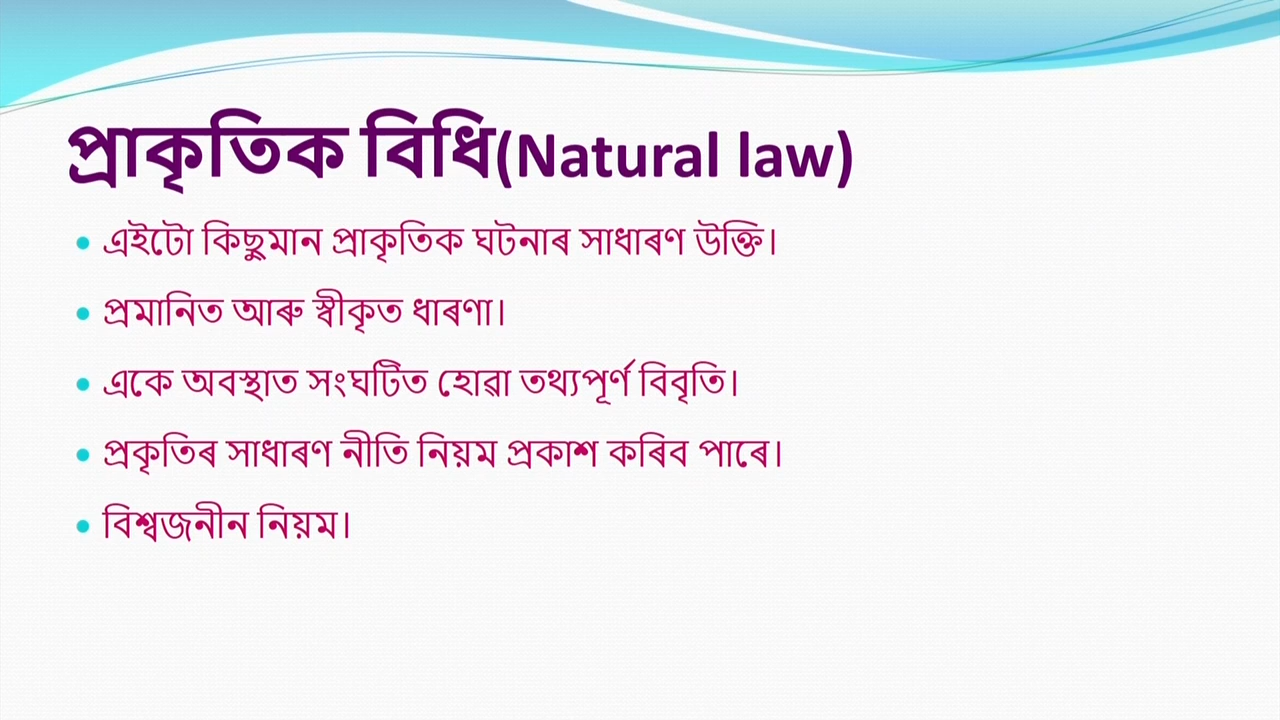 প্ৰাকৃতিক বিধি(Natural law)
এইটো কিছুমান প্ৰাকৃতিক ঘটনাৰ সাধাৰণ উক্তি।
প্ৰমানিত আৰু স্বীকৃত ধাৰণা।
একে অবস্থাত সংঘটিত হোৱা তথ্যপূৰ্ণ বিবৃতি।
প্ৰকৃতিৰ সাধাৰণ নীতি নিয়ম প্ৰকাশ কৰিব পাৰে।
বিশ্বজনীন নিয়ম।